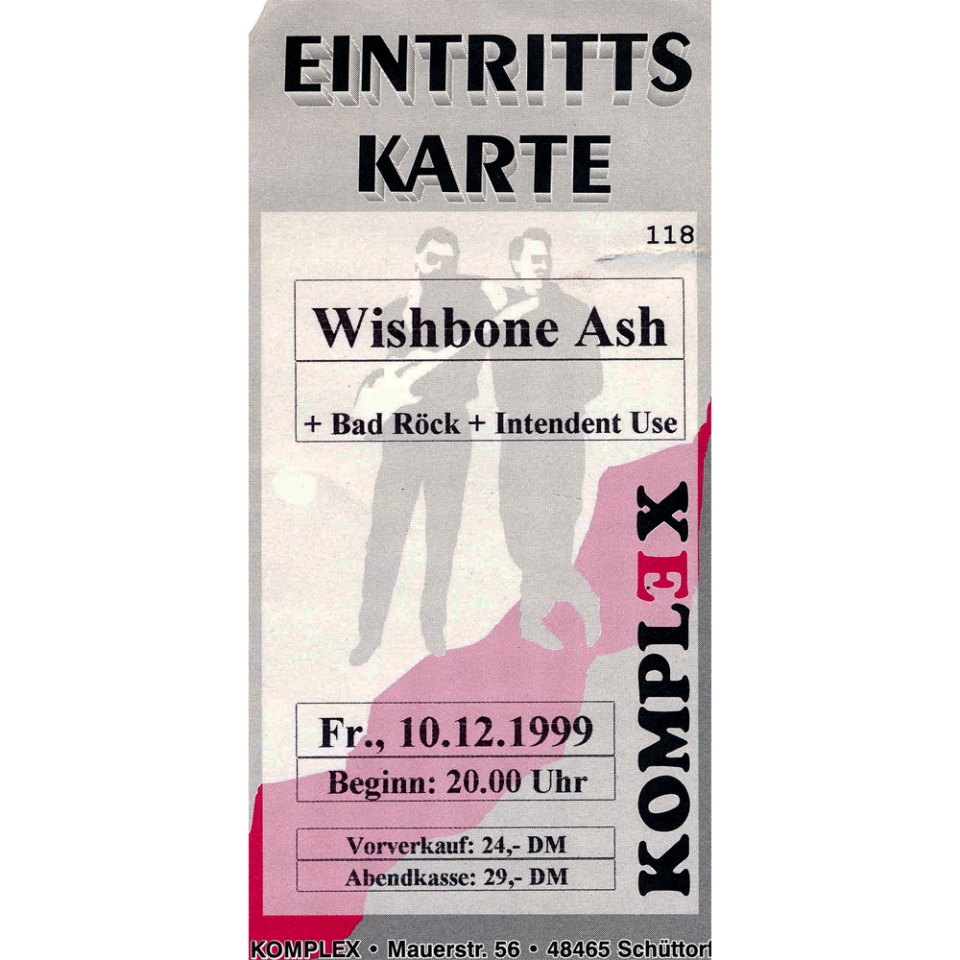 EINTRITTS
KARTE
118
Wishbone Ash
+ Bad Röck + Intendent Use
KOMPLEX
Fr., 10.12.1999
Beginn: 20.00 Uhr
Vorverkauf: 24,- DM
Abendkasse: 29,- DM
KOMPLEX • Mauerstr. 56 • 48465 Schüttorf